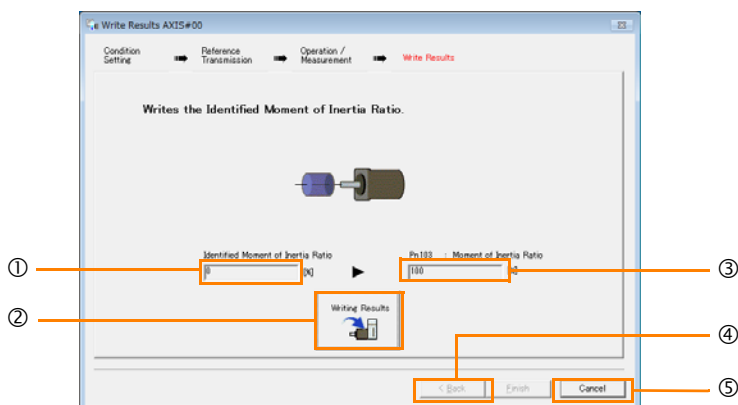 Write Results AXIS#00
Condition
Setting
Reference
Transmission
Operation /
Measurement
Write Results
Writes the Identified Moment of Inertia Ratio.
Identified Moment of Inertia Ratio
Pn103 : Moment of Inertia Ratio
① 0 [%] 100 ③
② Writing Results
④
< Back Finish Cancel ⑤